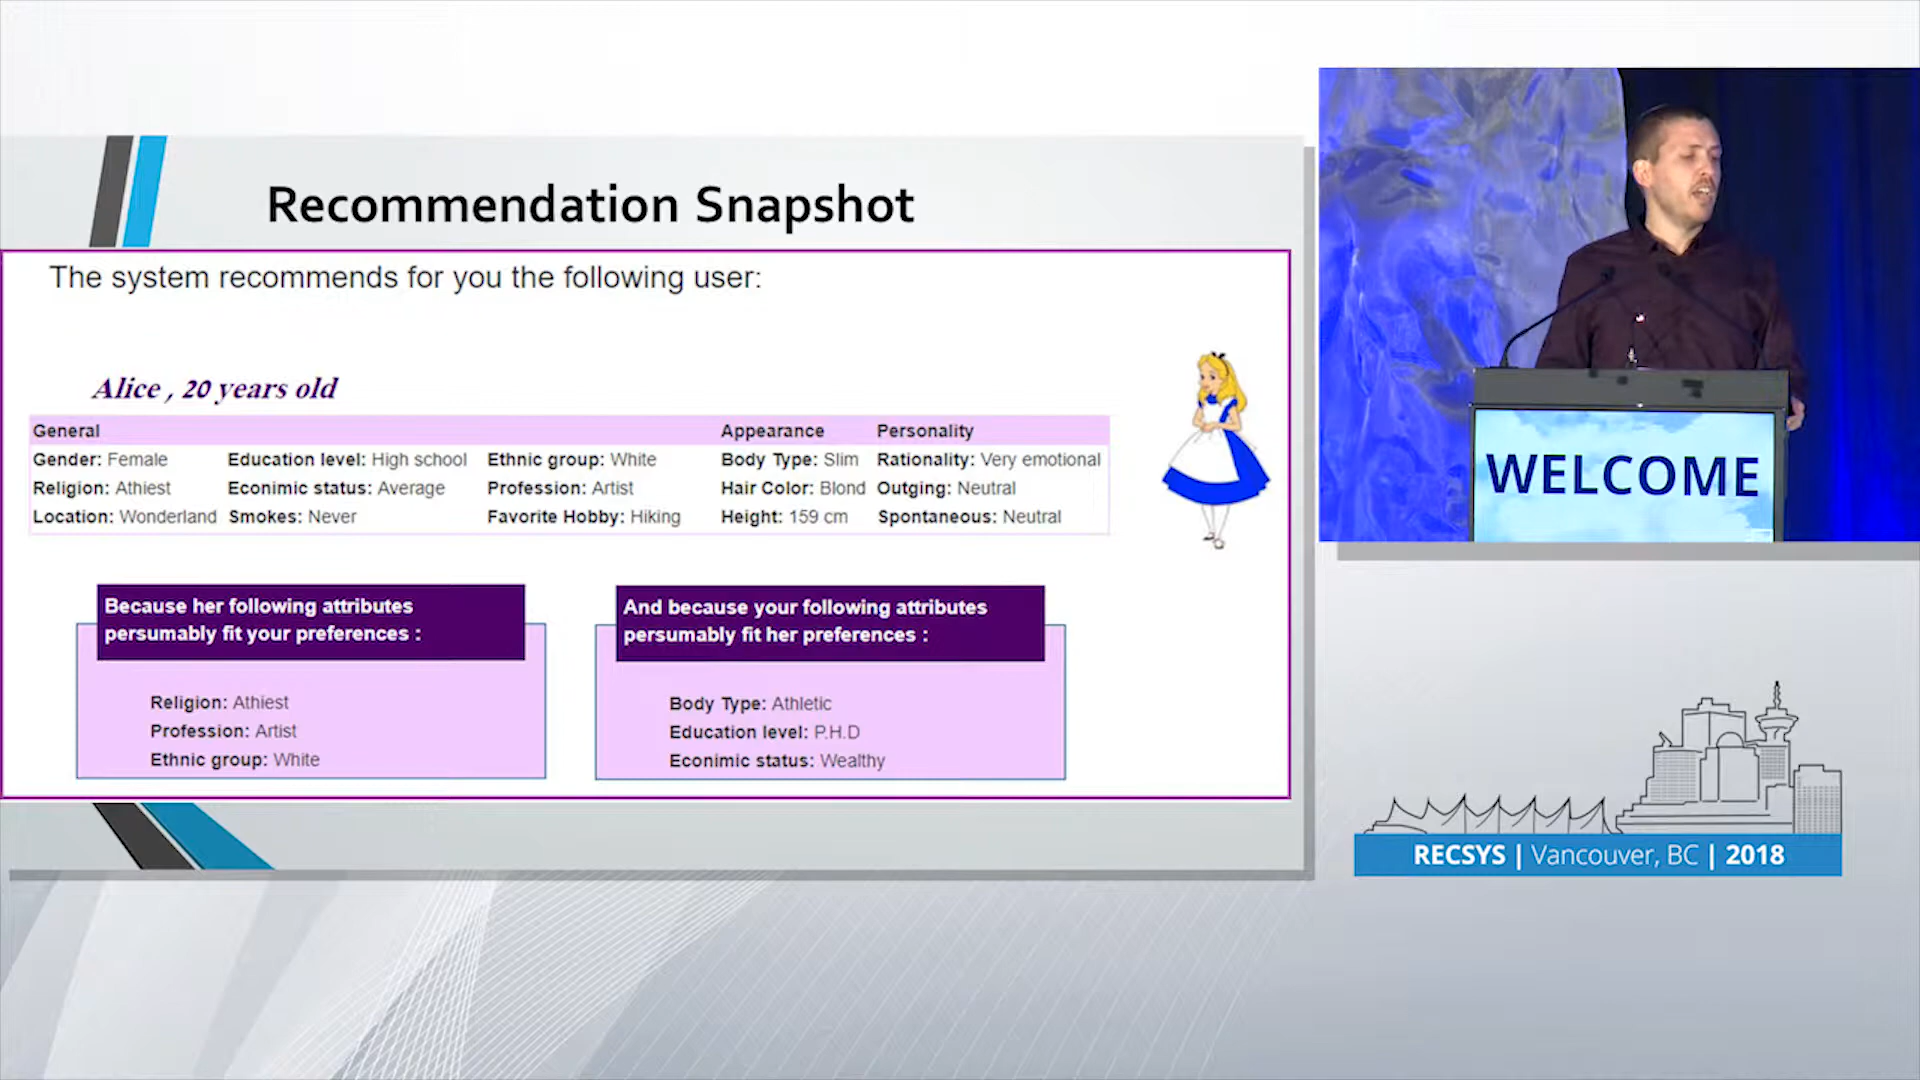 Recommendation Snapshot
The system recommends for you the following user:
Alice , 20 years old
General Appearance Personality
Gender: Female Education level: High school Ethnic group: White Body Type: Slim Rationality: Very emotional
Religion: Athiest Econimic status: Average Profession: Artist Hair Color: Blond Outging: Neutral
Location: Wonderland Smokes: Never Favorite Hobby: Hiking Height: 159 cm Spontaneous: Neutral
Because her following attributes
persumably fit your preferences :
Religion: Athiest
Profession: Artist
Ethnic group: White
And because your following attributes
persumably fit her preferences :
Body Type: Athletic
Education level: P.H.D
Econimic status: Wealthy
WELCOME
RECSYS | Vancouver, BC | 2018